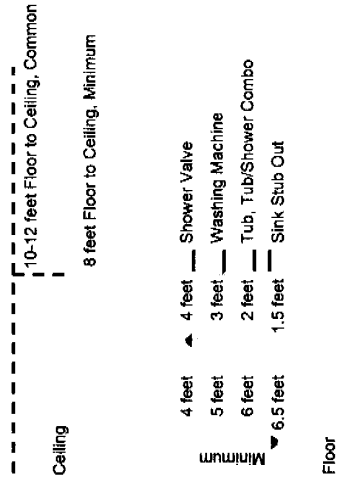 10-12 feet Floor to Ceiling, Common
Ceiling
8 feet Floor to Ceiling, Minimum
4 feet 4 feet Shower Valve
5 feet 3 feet Washing Machine
6 feet 2 feet Tub, Tub/Shower Combo
6.5 feet 1.5 feet Sink Stub Out
Minimum
Floor